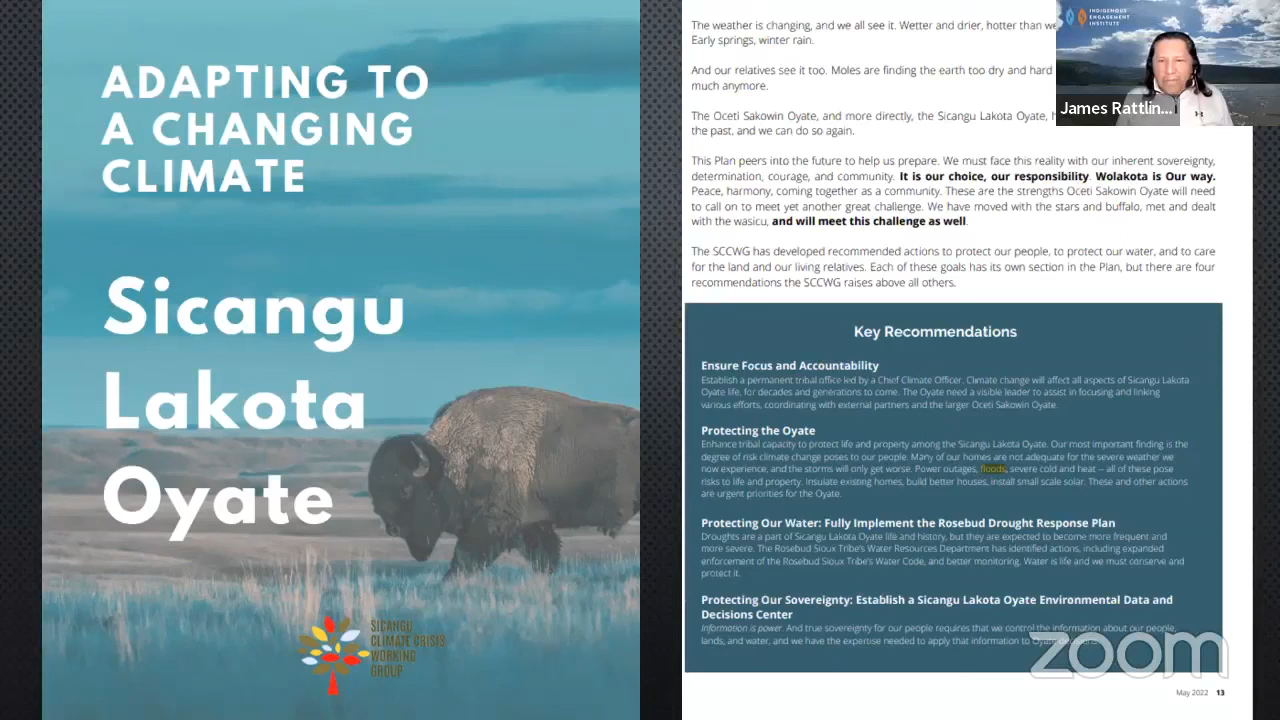 ADAPTING TO
A CHANGING
CLIMATE
Sicangu
Lakota
Oyate
SICANGU
CLIMATE CRISIS
WORKING
GROUP
The weather is changing, and we all see it. Wetter and drier, hotter than we
Early springs, winter rain.
And our relatives see it too. Moles are finding the earth too dry and hard
much anymore.
The Oceti Sakowin Oyate, and more directly, the Sicangu Lakota Oyate,
the past, and we can do so again.
This Plan peers into the future to help us prepare. We must face this reality with our inherent sovereignty,
determination, courage, and community. It is our choice, our responsibility. Wolakota is Our way.
Peace, harmony, coming together as a community. These are the strengths Oceti Sakowin Oyate will need
to call on to meet yet another great challenge. We have moved with the stars and buffalo, met and dealt
with the wasicu, and will meet this challenge as well.
The SCCWG has developed recommended actions to protect our people, to protect our water, and to care
for the land and our living relatives. Each of these goals has its own section in the Plan, but there are four
recommendations the SCCWG raises above all others.
Key Recommendations
Ensure Focus and Accountability
Establish a permanent tribal office led by a Chief Climate Officer. Climate change will affect all aspects of Sicangu Lakota
Oyate life, for decades and generations to come. The Oyate need a visible leader to assist in focusing and linking
various efforts, coordinating with external partners and the larger Oceti Sakowin Oyate.
Protecting the Oyate
Enhance tribal capacity to protect life and property among the Sicangu Lakota Oyate. Our most important finding is the
degree of risk climate change poses to our people. Many of our homes are not adequate for the severe weather we
now experience, and the storms will only get worse. Power outages, floods, severe cold and heat – all of these pose
risks to life and property. Insulate existing homes, build better houses, install small scale solar. These and other actions
are urgent priorities for the Oyate.
Protecting Our Water: Fully Implement the Rosebud Drought Response Plan
Droughts are a part of Sicangu Lakota Oyate life and history, but they are expected to become more frequent and
more severe. The Rosebud Sioux Tribe's Water Resources Department has identified actions, including expanded
enforcement of the Rosebud Sioux Tribe's Water Code, and better monitoring. Water is life and we must conserve and
protect it.
Protecting Our Sovereignty: Establish a Sicangu Lakota Oyate Environmental Data and
Decisions Center
Information is power. And true sovereignty for our people requires that we control the information about our people,
lands, and water, and we have the expertise needed to apply that information to
May 2022 13
INDIGENOUS
ENGAGEMENT
INSTITUTE
James Rattlin...
zoom